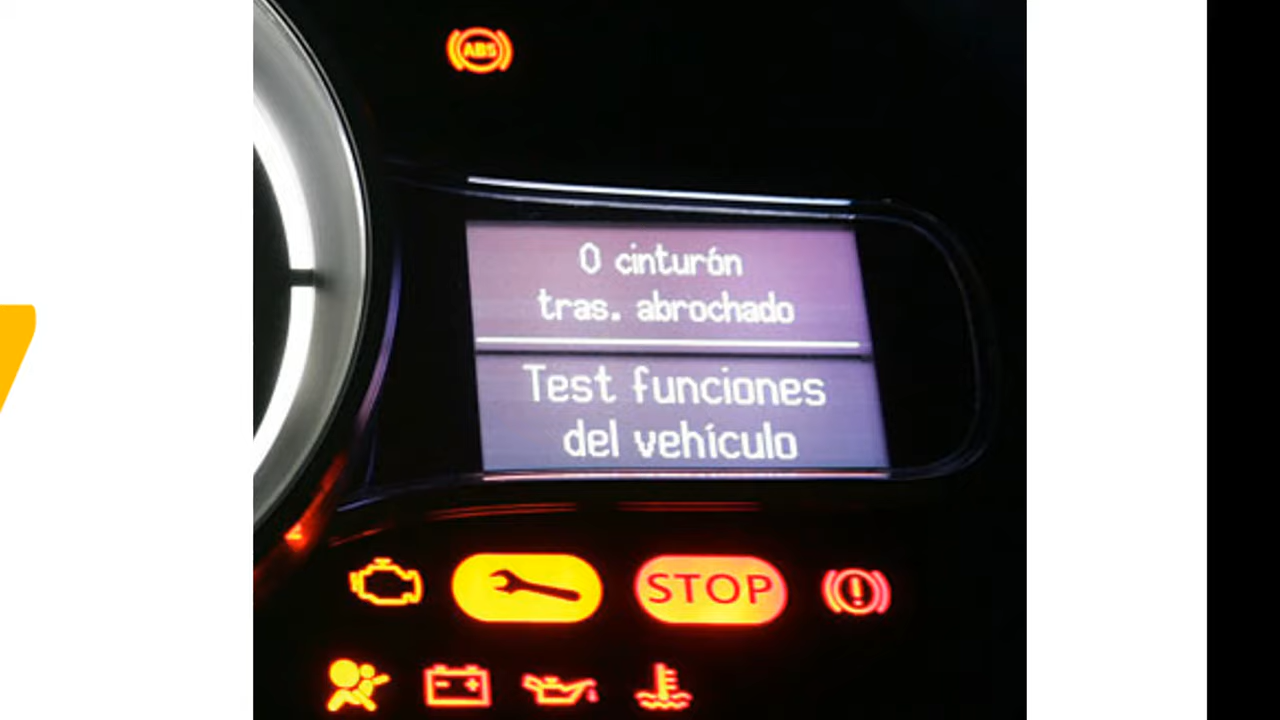 ABS
0 cinturón
tras. abrochado
Test funciones
del vehículo
STOP